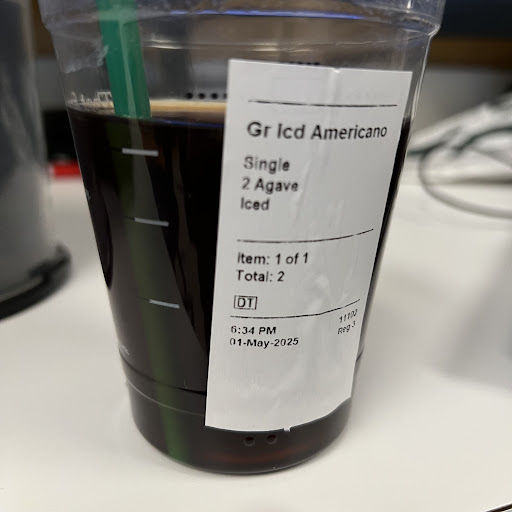 Gr Icd Americano
Single
2 Agave
Iced
Item: 1 of 1
Total: 2
DT
6:34 PM
01-May-2025
11102
Reg 3